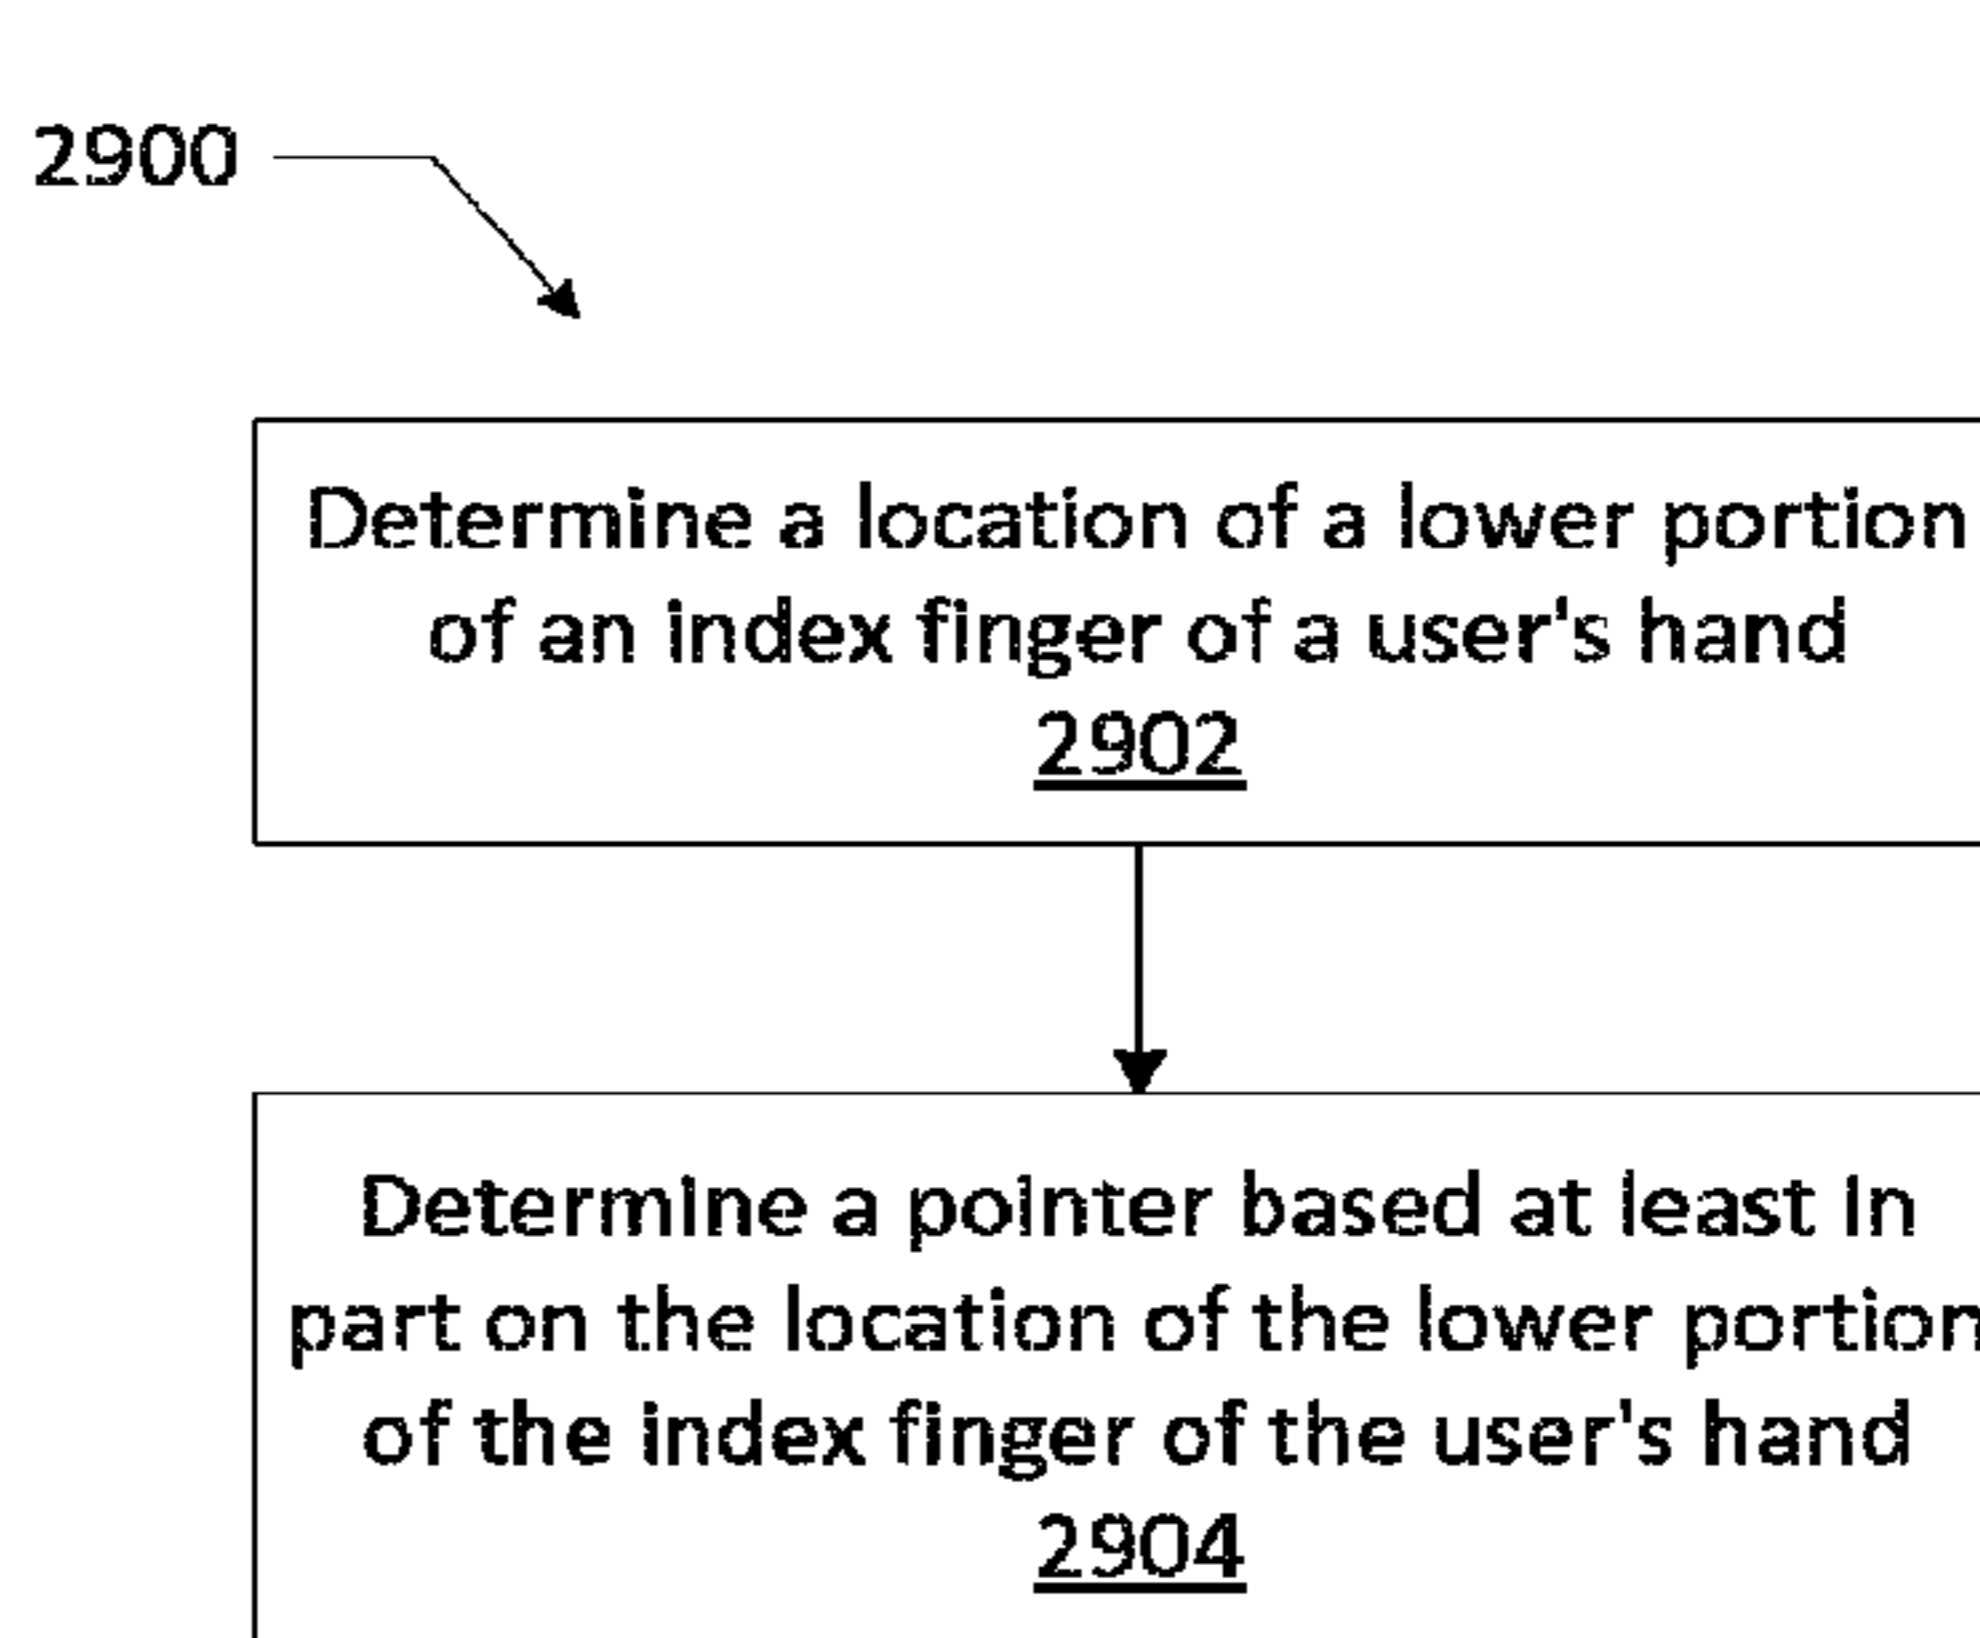 2900
Determine a location of a lower portion
of an index finger of a user's hand
2902
Determine a pointer based at least in
part on the location of the lower portion
of the index finger of the user's hand
2904